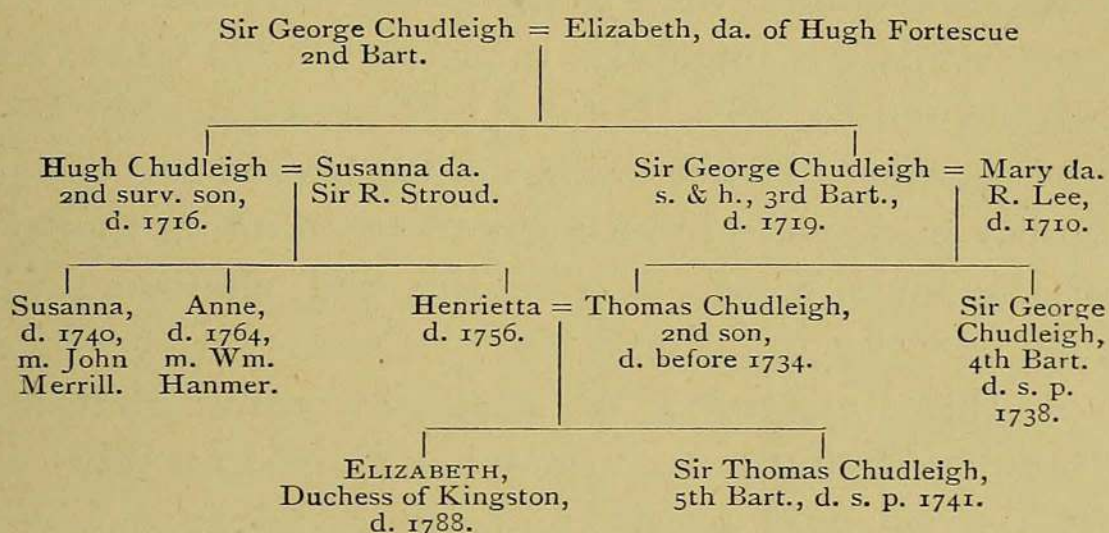 Sir George Chudleigh = Elizabeth, da. of Hugh Fortescue
2nd Bart.
Hugh Chudleigh = Susanna da.
2nd surv. son, Sir R. Stroud.
d. 1716.
Sir George Chudleigh = Mary da.
s. & h., 3rd Bart., R. Lee,
d. 1719. d. 1710.
Susanna,
d. 1740,
m. John
Merrill.
Anne,
d. 1764,
m. Wm.
Hanmer.
Henrietta = Thomas Chudleigh,
d. 1756. 2nd son,
d. before 1734.
Sir George
Chudleigh,
4th Bart.
d. s. p.
1738.
ELIZABETH,
Duchess of Kingston,
d. 1788.
Sir Thomas Chudleigh,
5th Bart., d. s. p. 1741.